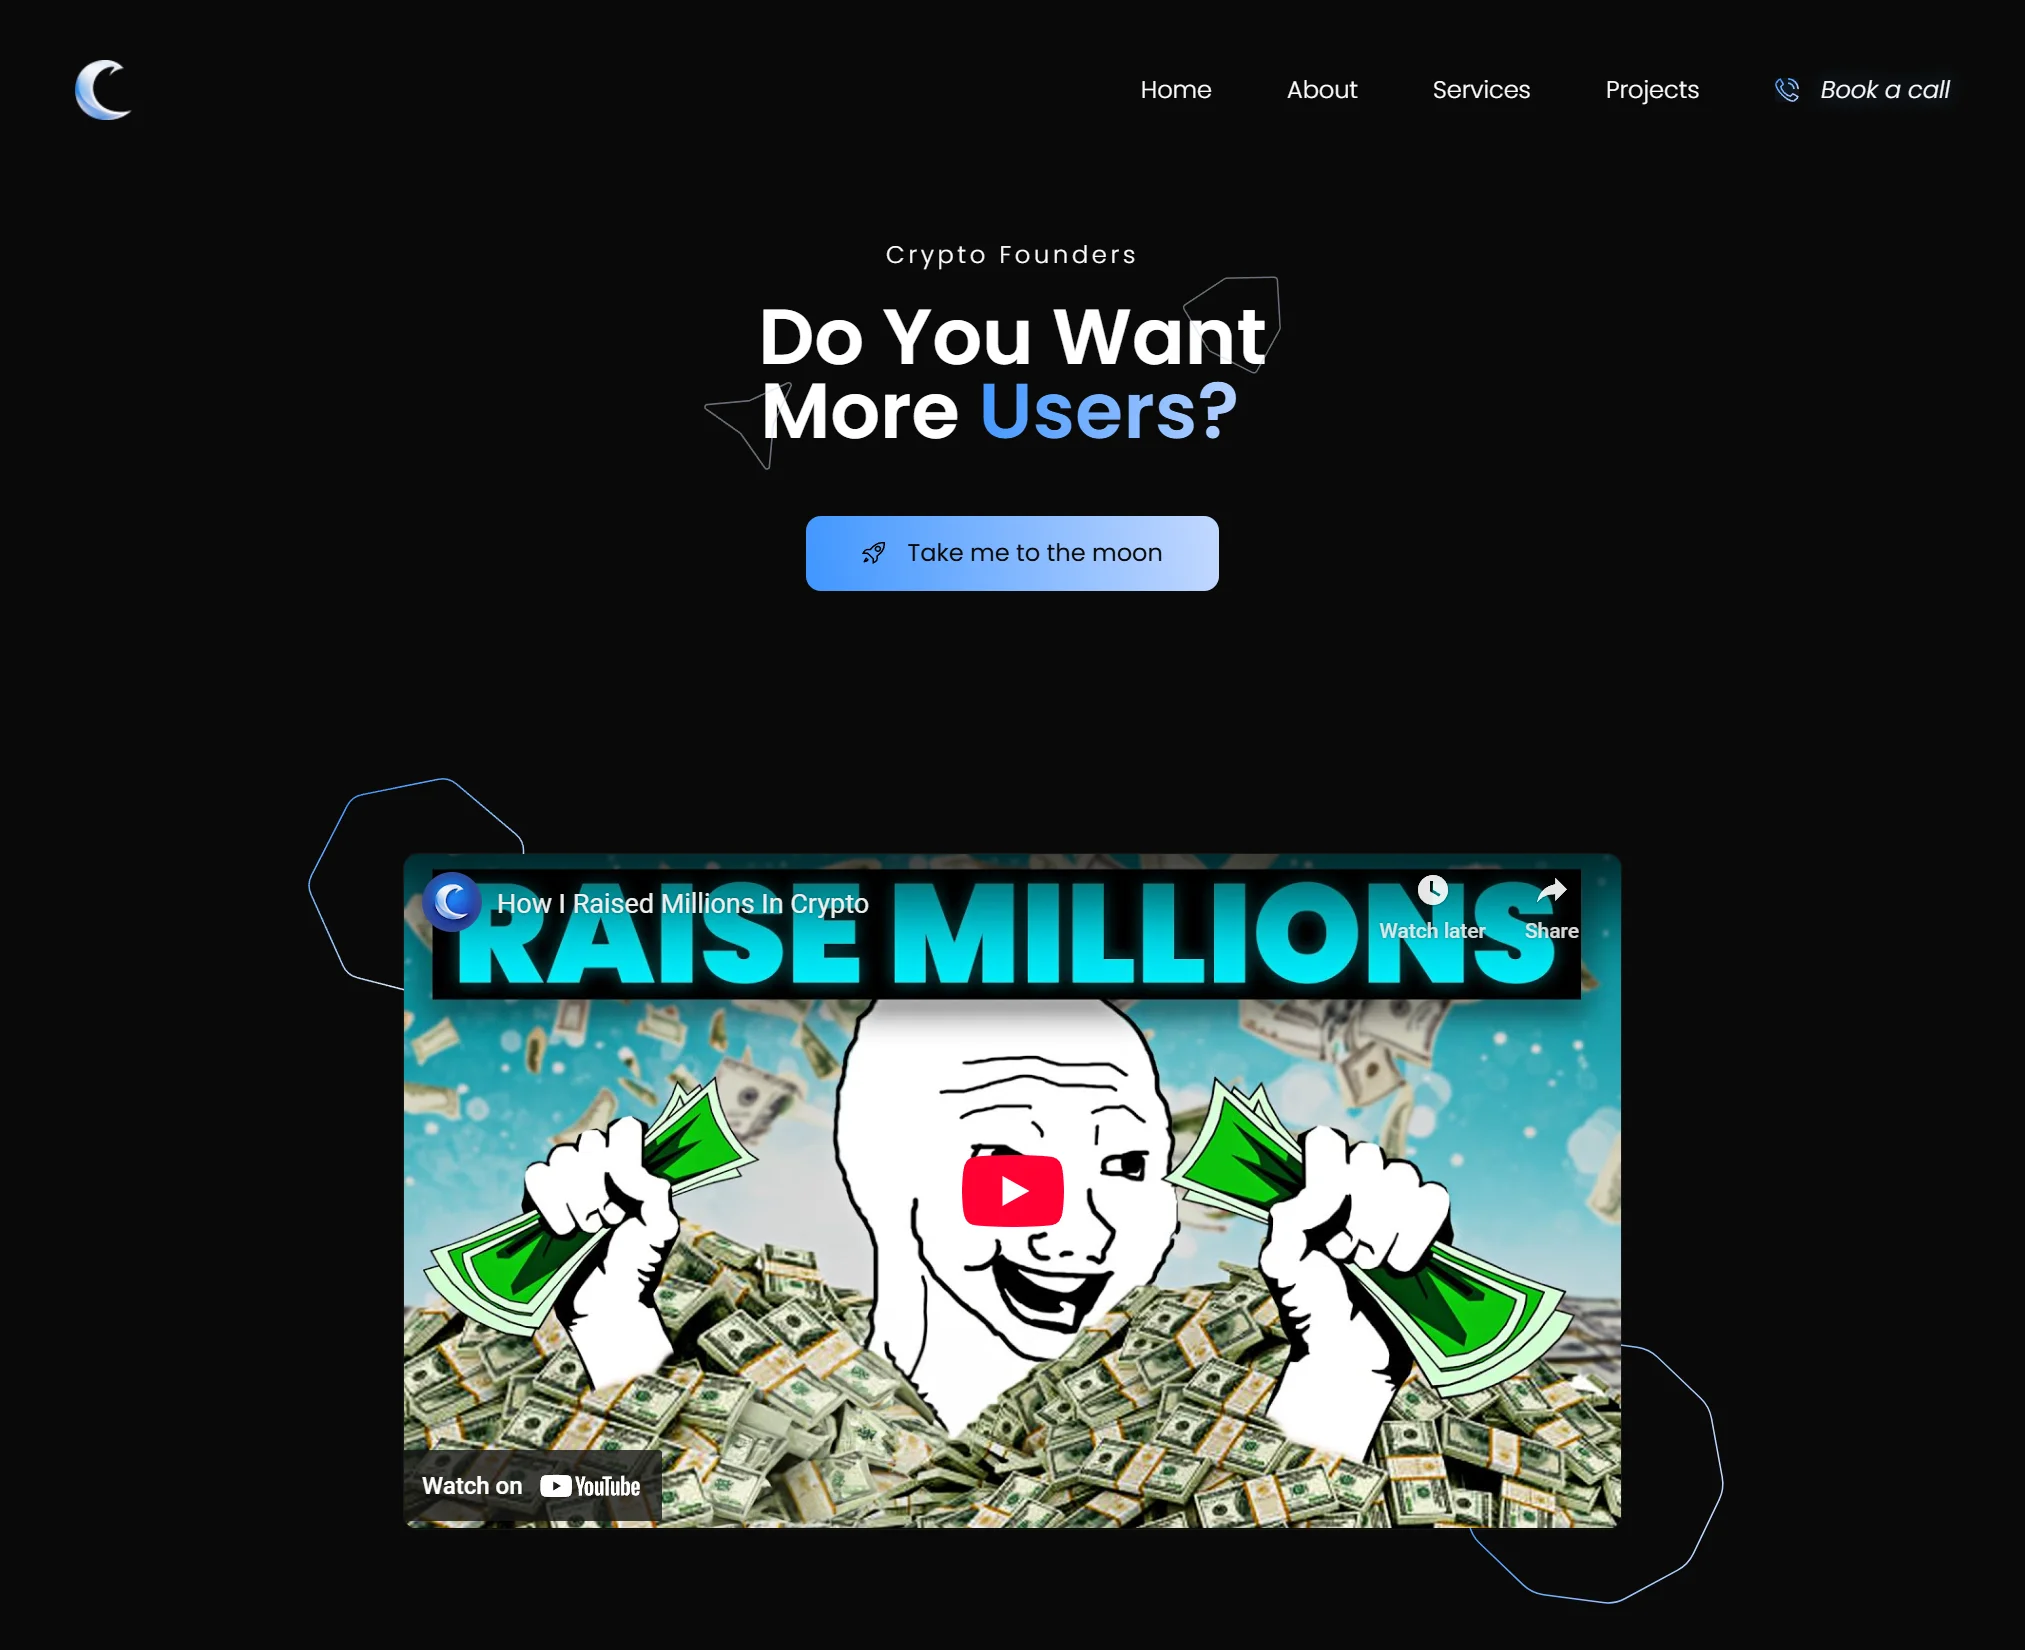 Home
About
Services
Projects
Book a call
Crypto Founders
Do You Want
More Users?
Take me to the moon
How I Raised Millions In Crypto
RAISE MILLIONS
Watch later
Share
Watch on YouTube